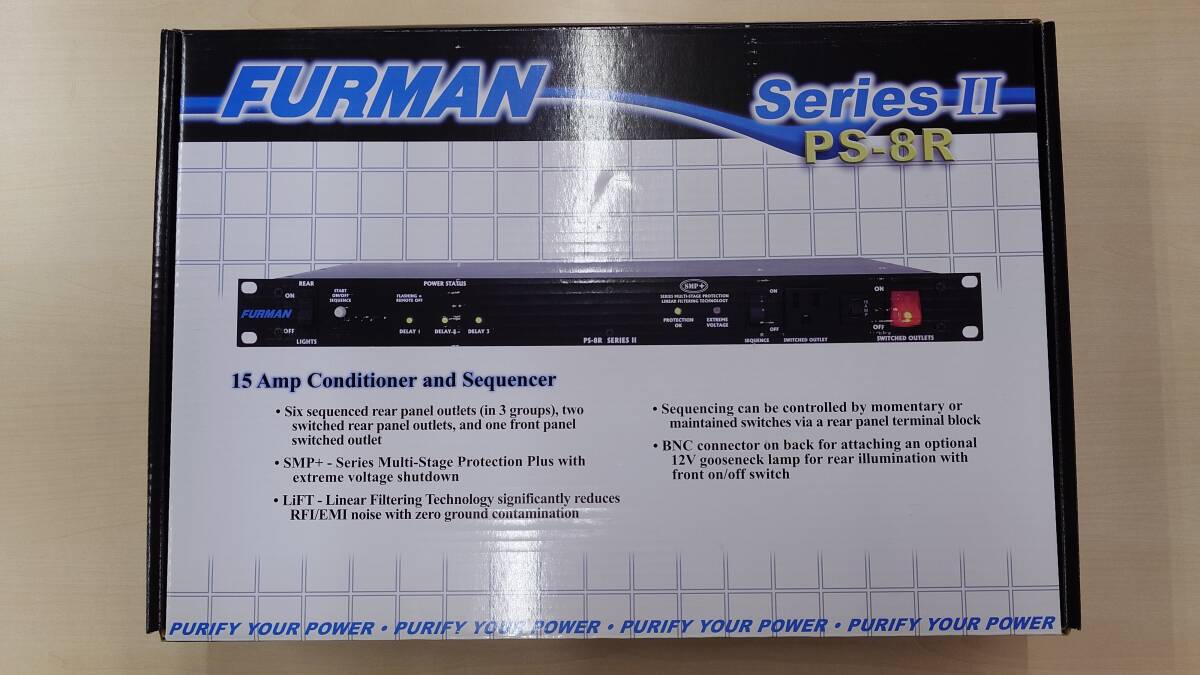 FURMAN
Series II
PS-8R
REAR
ON
OFF
LIGHTS
FURMAN
START
ON/OFF
SEQUENCE
POWER STATUS
FLASHING =
REMOTE OFF
DELAY 1
DELAY 2
DELAY 3
PS-8R SERIES II
SMP+
SERIES MULTI-STAGE PROTECTION
LINEAR FILTERING TECHNOLOGY
PROTECTION
OK
EXTREME
VOLTAGE
ON
OFF
SEQUENCE
SWITCHED OUTLET
ON
OFF
SWITCHED OUTLETS
15 Amp Conditioner and Sequencer
• Six sequenced rear panel outlets (in 3 groups), two
switched rear panel outlets, and one front panel
switched outlet
• SMP+ - Series Multi-Stage Protection Plus with
extreme voltage shutdown
• LiFT - Linear Filtering Technology significantly reduces
RFI/EMI noise with zero ground contamination
• Sequencing can be controlled by momentary or
maintained switches via a rear panel terminal block
• BNC connector on back for attaching an optional
12V gooseneck lamp for rear illumination with
front on/off switch
PURIFY YOUR POWER • PURIFY YOUR POWER • PURIFY YOUR POWER • PURIFY YOUR POWER